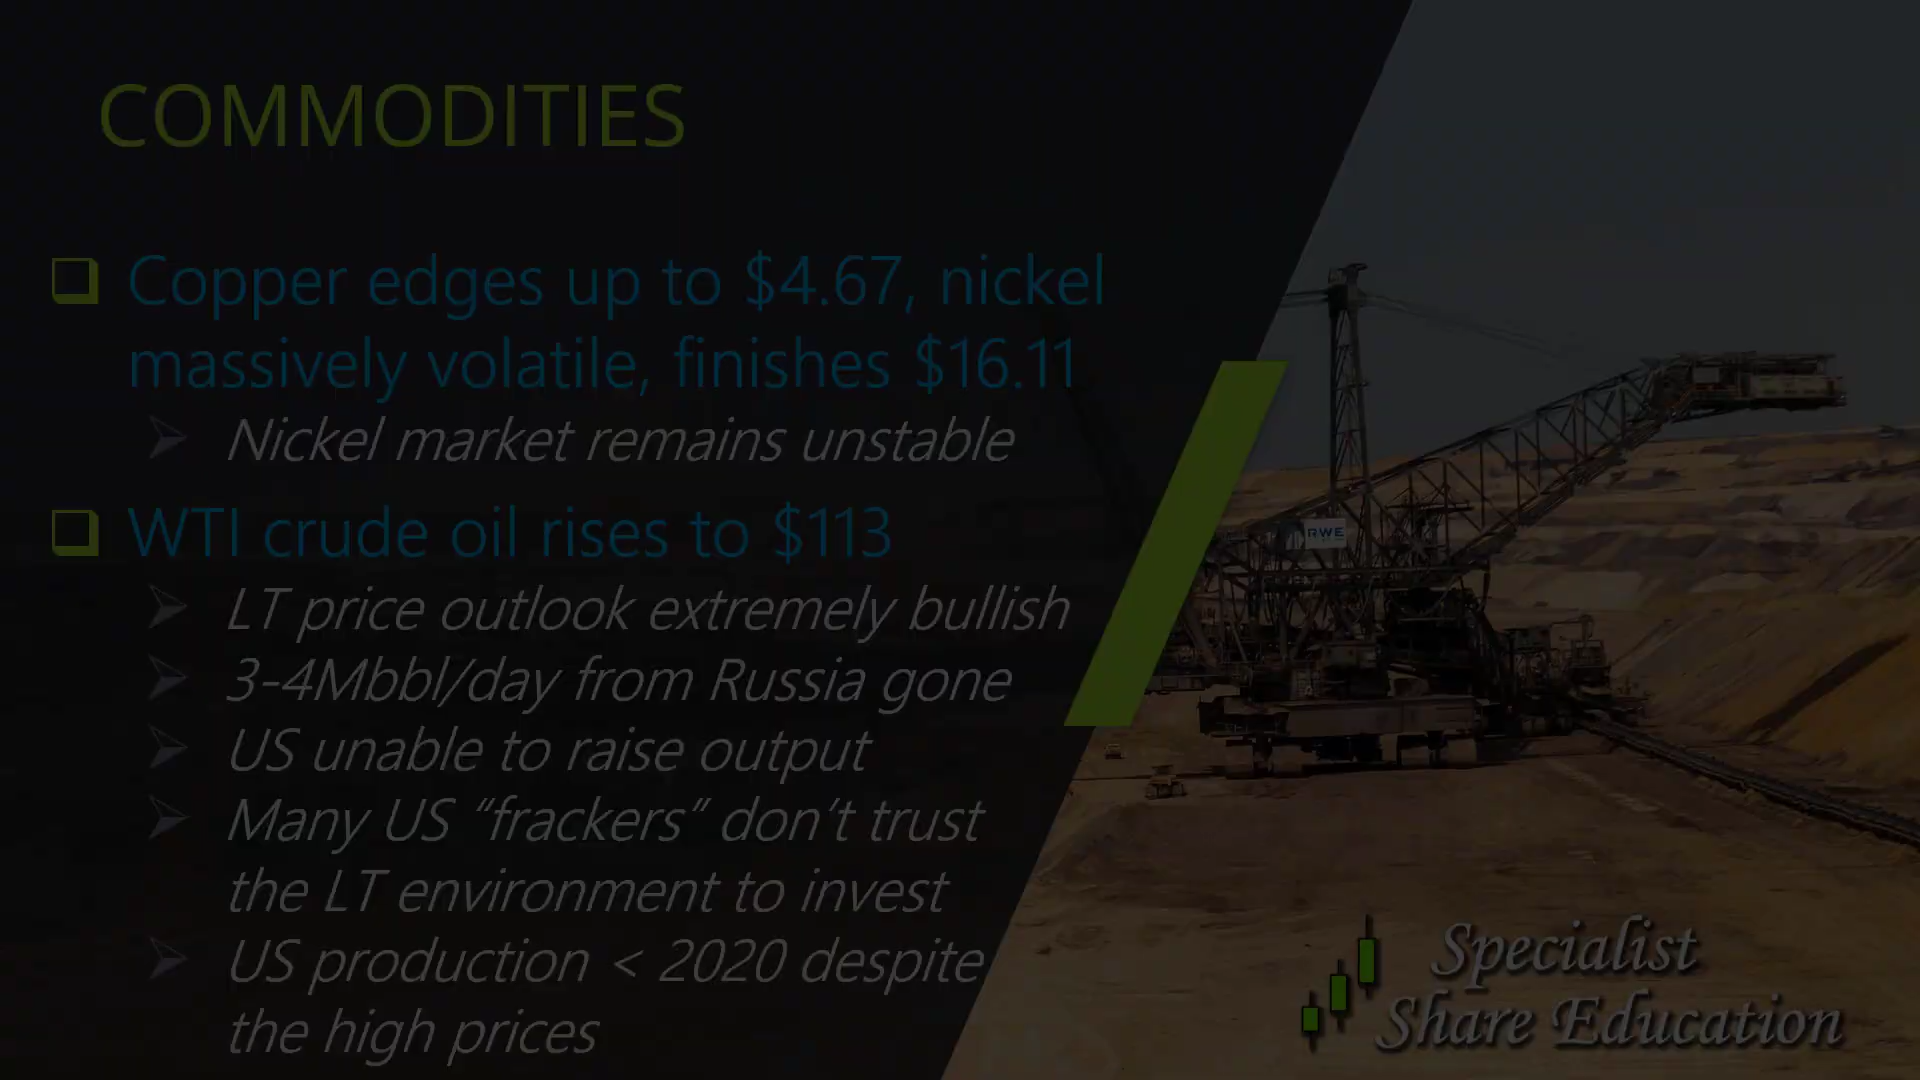 COMMODITIES
Copper edges up to $4.67, nickel
massively volatile, finishes $16.11
Nickel market remains unstable
WTI crude oil rises to $113
LT price outlook extremely bullish
3-4Mbbl/day from Russia gone
US unable to raise output
Many US “frackers” don’t trust
the LT environment to invest
US production < 2020 despite
the high prices
RWE
Specialist
Share Education